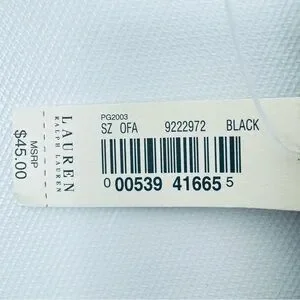 PG2003
SZ OFA 9222972 BLACK
0 00539 41665 5
LAUREN
RALPH LAUREN
MSRP
$45.00